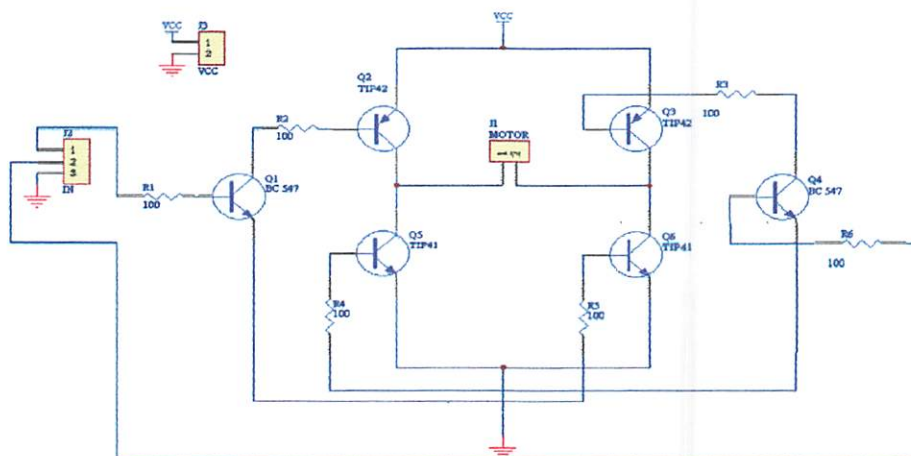 VCC
J3
1
2
VCC
VCC
Q2
TIP42
R2
100
J1
MOTOR
1 2
Q3
TIP42
R3
100
J2
1
2
3
IN
R1
100
Q1
BC 547
Q4
BC 547
Q5
TIP41
Q6
TIP41
R6
100
R4
100
R5
100